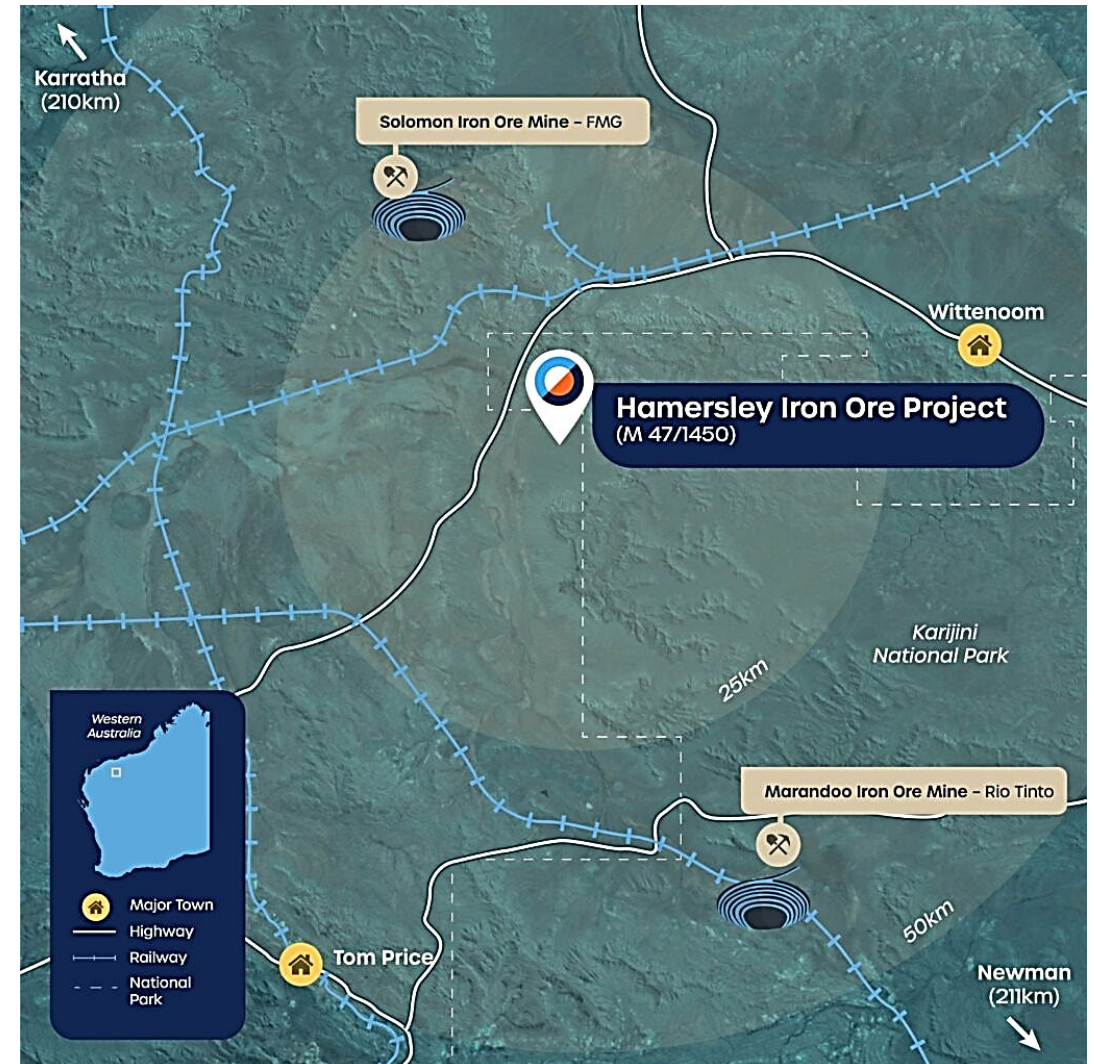 Karratha
(210km)
Solomon Iron Ore Mine – FMG
Wittenoom
Hamersley Iron Ore Project
(M 47/1450)
Karijini
National Park
25km
Western
Australia
Marandoo Iron Ore Mine – Rio Tinto
Major Town
Highway
Railway
National
Park
Tom Price
50km
Newman
(211km)